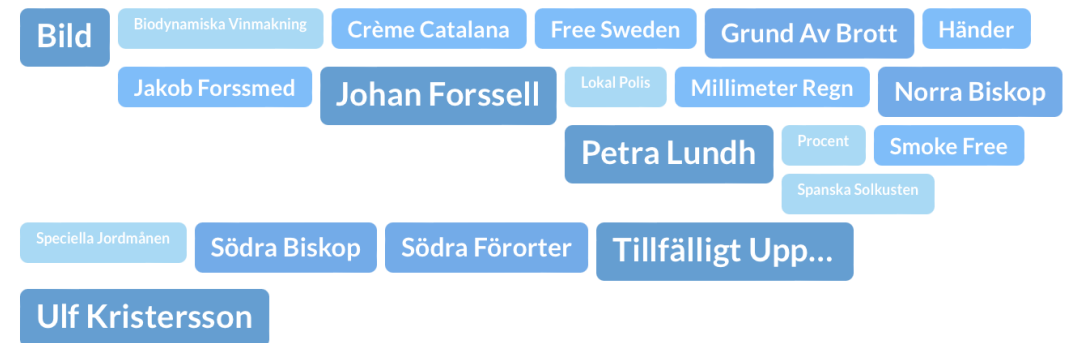 Bild
Biodynamiska Vinmakning
Crème Catalana
Free Sweden
Grund Av Brott
Händer
Jakob Forssmed
Johan Forssell
Lokal Polis
Millimeter Regn
Norra Biskop
Petra Lundh
Procent
Smoke Free
Spanska Solkusten
Speciella Jordmånen
Södra Biskop
Södra Förorter
Tillfälligt Upp...
Ulf Kristersson